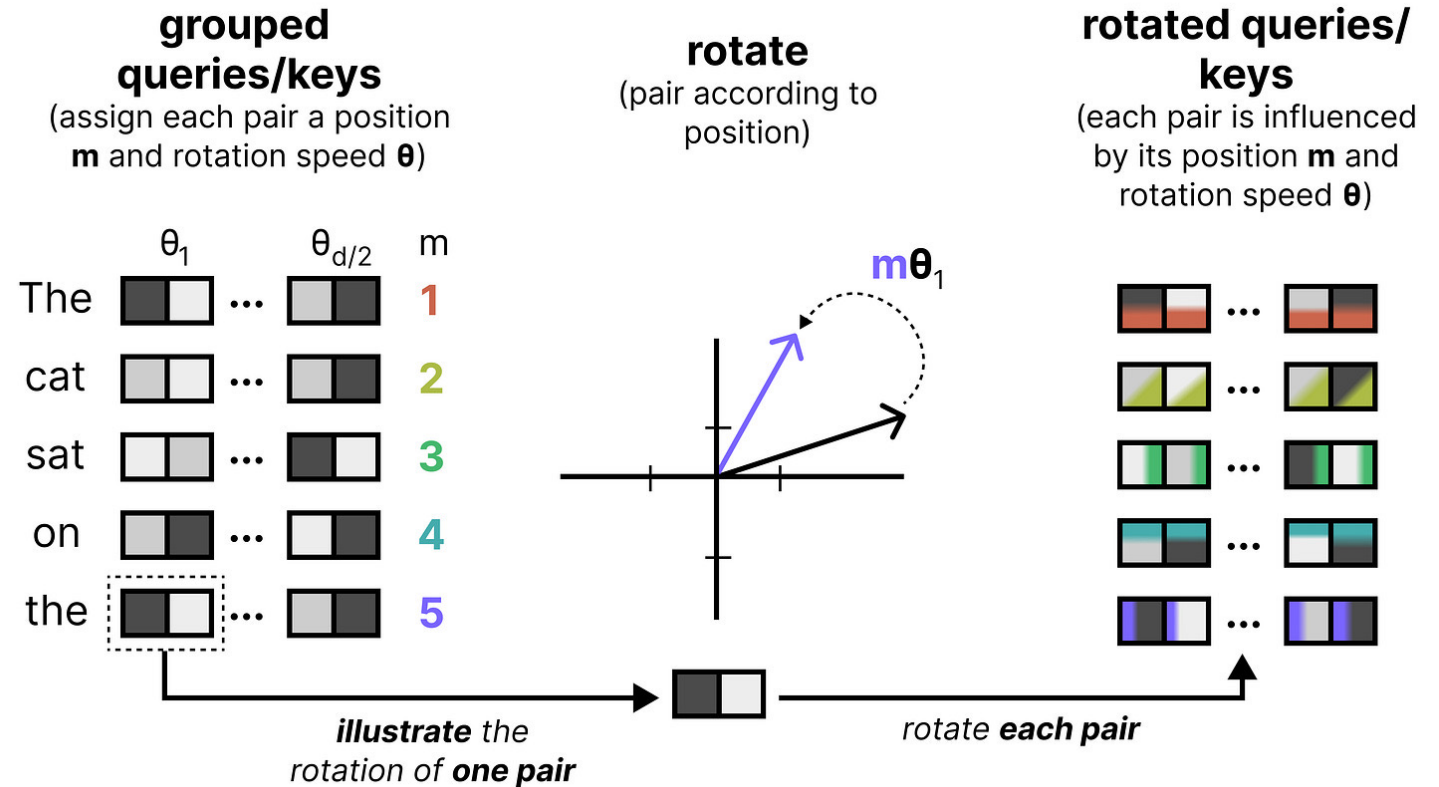 grouped
queries/keys
(assign each pair a position
m and rotation speed θ)
rotate
(pair according to
position)
rotated queries/
keys
(each pair is influenced
by its position m and
rotation speed θ)
θ1 θd/2 m
The ... 1
cat ... 2
sat ... 3
on ... 4
the ... 5
mθ1
...
...
...
...
...
illustrate the
rotation of one pair
rotate each pair